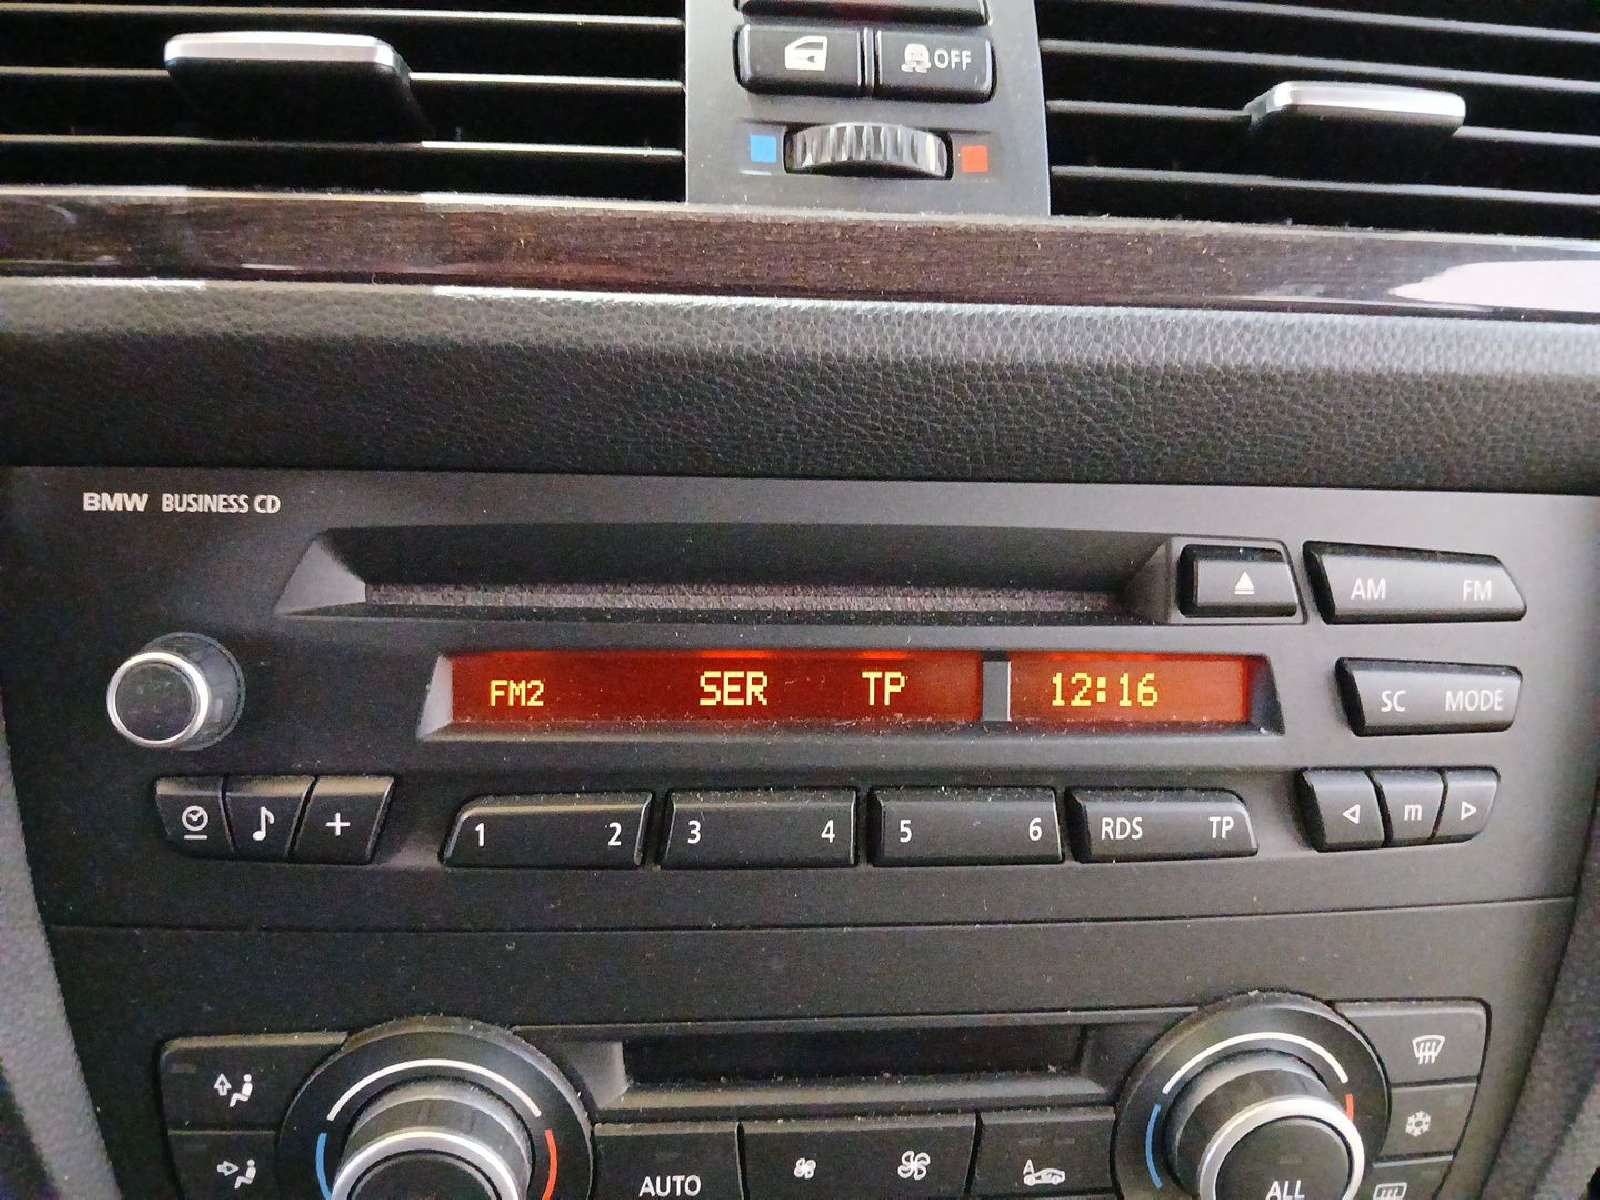 OFF
BMW BUSINESS CD
AM FM
FM2 SER TP 12:16
SC MODE
1 2 3 4 5 6 RDS TP m
AUTO
A
ALL